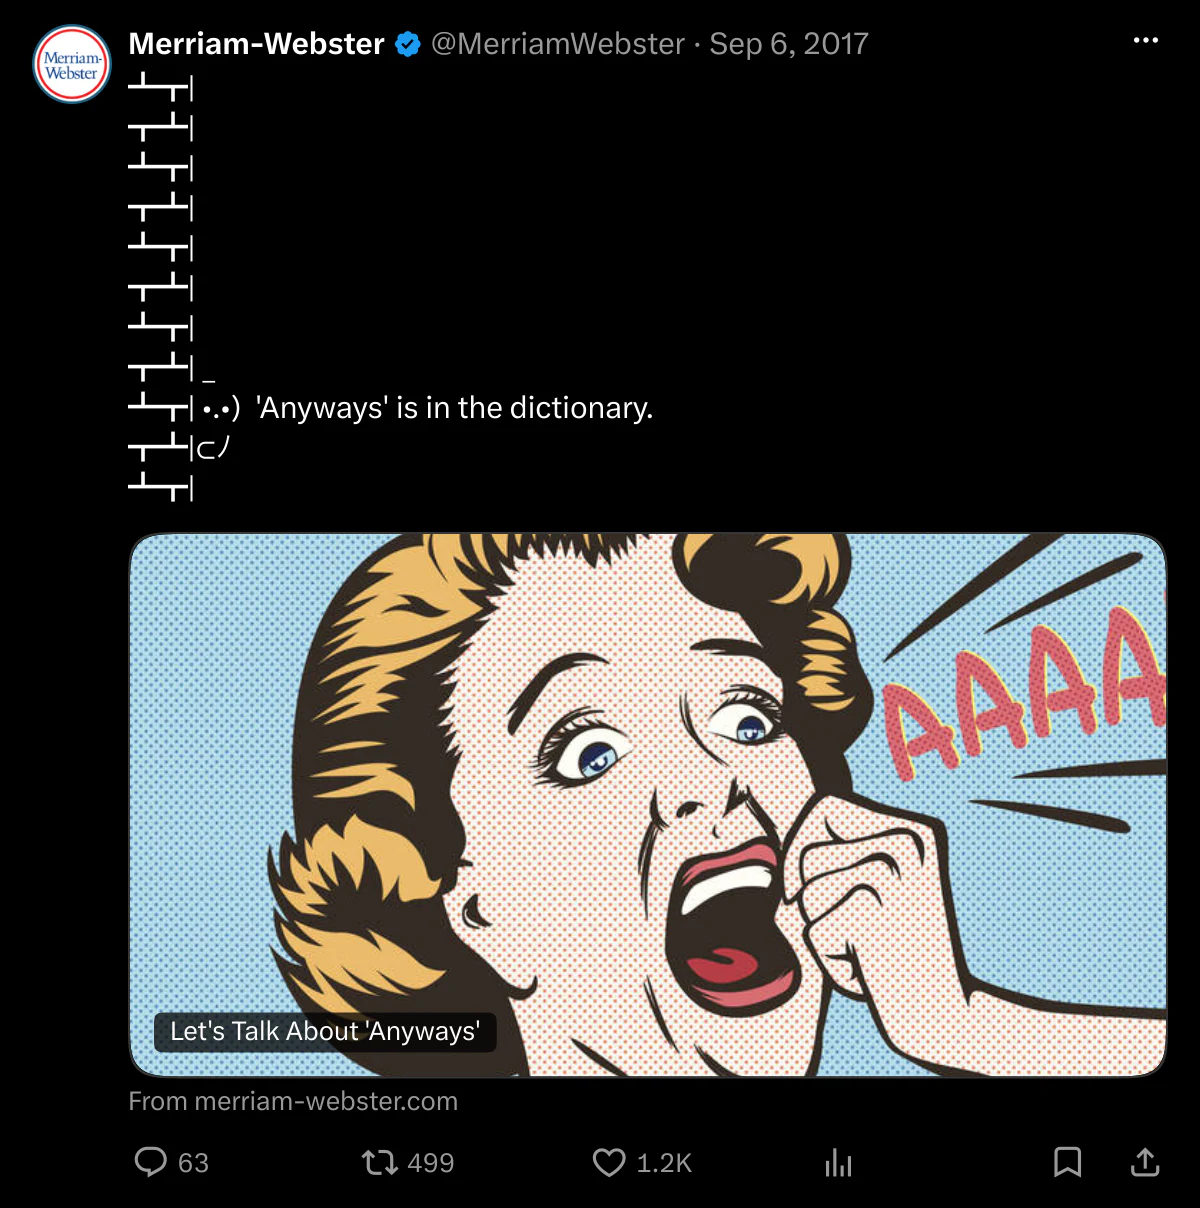 Merriam-Webster
Merriam-Webster @MerriamWebster · Sep 6, 2017
┻┳|
┳┻|
┻┳|
┳┻|
┻┳|
┳┻|
┻┳|
┳┻| _
┻┳| •.•) 'Anyways' is in the dictionary.
┳┻|⊂ノ
┻┳|
AAAA
Let's Talk About 'Anyways'
From merriam-webster.com
63 499 1.2K